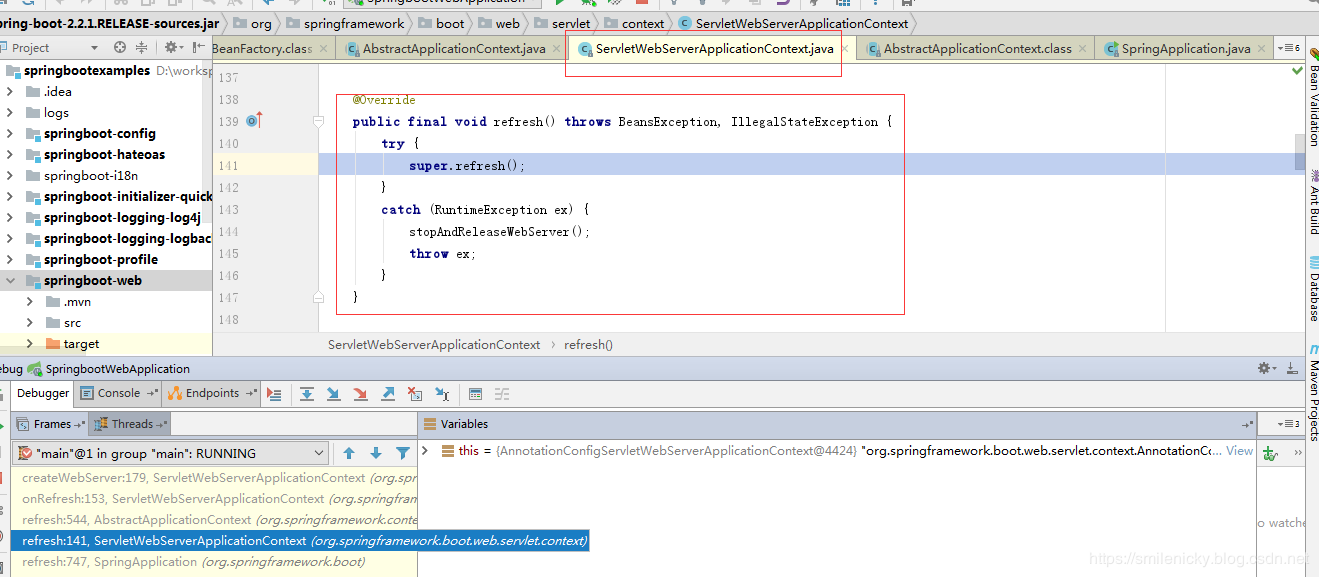 SpringbootWebApplication
pring-boot-2.2.1.RELEASE-sources.jar org springframework boot web servlet context ServletWebServerApplicationContext
Project BeanFactory.class AbstractApplicationContext.java ServletWebServerApplicationContext.java AbstractApplicationContext.class SpringApplication.java 6
springbootexamples D:\worksp
.idea
logs
springboot-config
springboot-hateoas
springboot-i18n
springboot-initializer-quick
springboot-logging-log4j
springboot-logging-logbac
springboot-profile
springboot-web
.mvn
src
target
137
138 @Override
139 public final void refresh() throws BeansException, IllegalStateException {
140 try {
141 super.refresh();
142 }
143 catch (RuntimeException ex) {
144 stopAndReleaseWebServer();
145 throw ex;
146 }
147 }
148
ServletWebServerApplicationContext refresh()
Bean Validation
Ant Build
Database
Maven Projects
ebug SpringbootWebApplication
Debugger Console Endpoints
Frames Threads Variables 3
"main"@1 in group "main": RUNNING
this = {AnnotationConfigServletWebServerApplicationContext@4424} "org.springframework.boot.web.servlet.context.AnnotationCo... View
createWebServer:179, ServletWebServerApplicationContext (org.spr
onRefresh:153, ServletWebServerApplicationContext (org.springfram
refresh:544, AbstractApplicationContext (org.springframework.conte
refresh:141, ServletWebServerApplicationContext (org.springframework.boot.web.servlet.context)
refresh:747, SpringApplication (org.springframework.boot)
o watche
https://smilenicky.blog.csdn.net